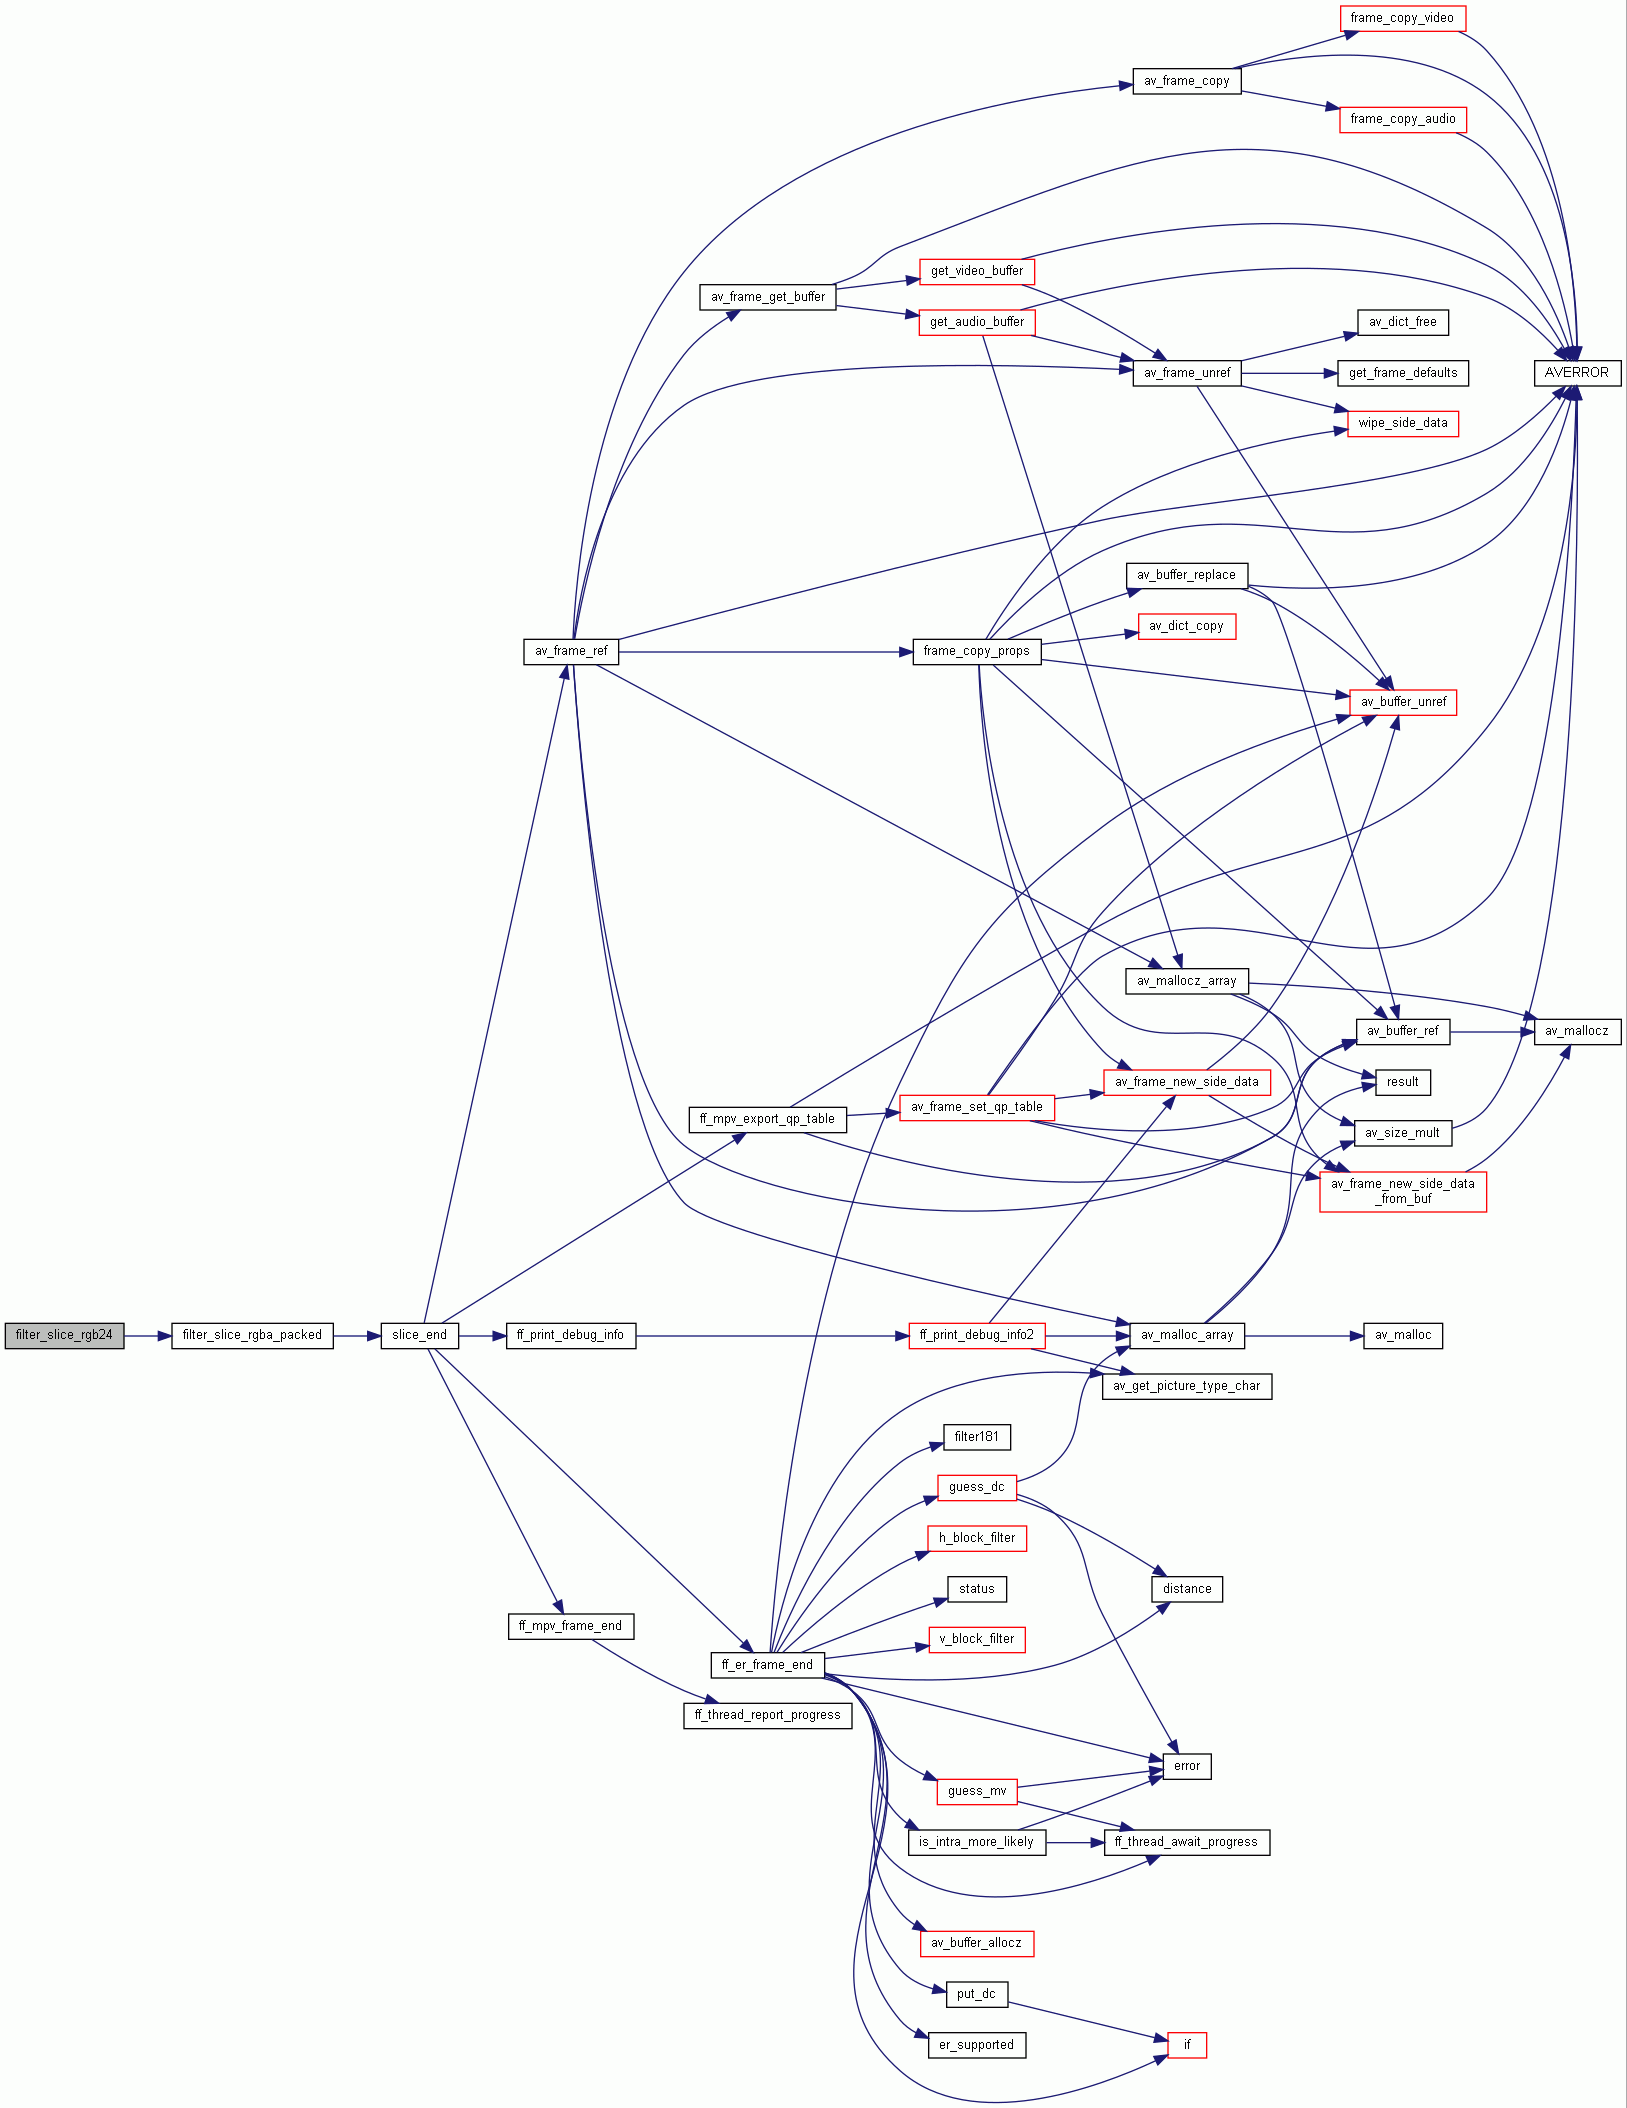 frame_copy_video
av_frame_copy
frame_copy_audio
get_video_buffer
av_frame_get_buffer
get_audio_buffer
av_dict_free
av_frame_unref
get_frame_defaults
AVERROR
wipe_side_data
av_buffer_replace
av_dict_copy
av_frame_ref
frame_copy_props
av_buffer_unref
av_mallocz_array
av_buffer_ref
av_mallocz
av_frame_new_side_data
result
av_frame_set_qp_table
ff_mpv_export_qp_table
av_size_mult
av_frame_new_side_data
_from_buf
filter_slice_rgb24
filter_slice_rgba_packed
slice_end
ff_print_debug_info
ff_print_debug_info2
av_malloc_array
av_malloc
av_get_picture_type_char
filter181
guess_dc
h_block_filter
status
distance
ff_mpv_frame_end
v_block_filter
ff_er_frame_end
ff_thread_report_progress
error
guess_mv
is_intra_more_likely
ff_thread_await_progress
av_buffer_allocz
put_dc
er_supported
if